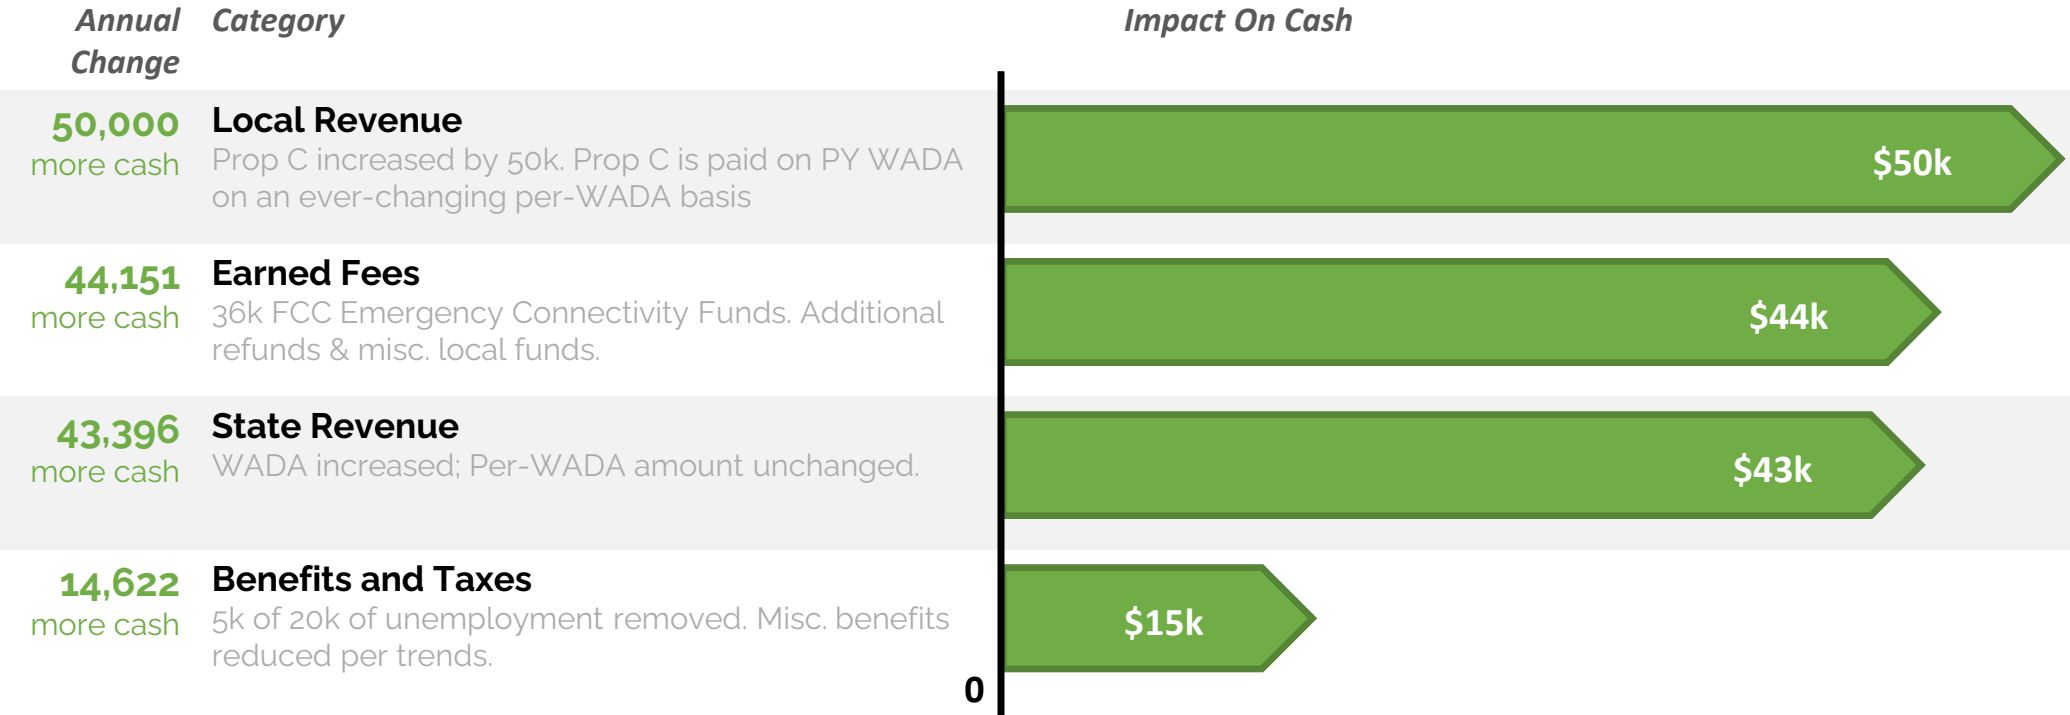 Annual Category Impact On Cash
Change
50,000 Local Revenue
more cash Prop C increased by 50k. Prop C is paid on PY WADA
on an ever-changing per-WADA basis
$50k
44,151 Earned Fees
more cash 36k FCC Emergency Connectivity Funds. Additional
refunds & misc. local funds.
$44k
43,396 State Revenue
more cash WADA increased; Per-WADA amount unchanged.
$43k
14,622 Benefits and Taxes
more cash 5k of 20k of unemployment removed. Misc. benefits
reduced per trends.
$15k
0